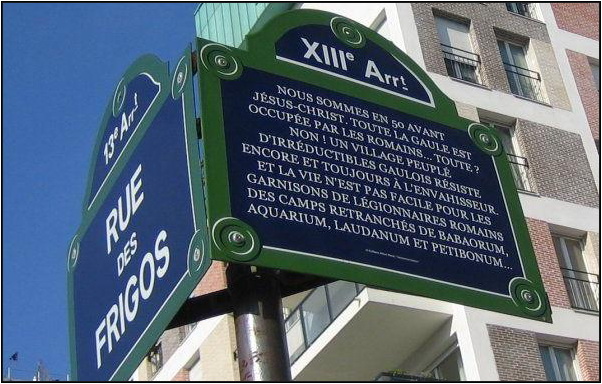 13e Arrt
RUE
DES
FRIGOS
XIIIe Arrt
NOUS SOMMES EN 50 AVANT
JÉSUS-CHRIST. TOUTE LA GAULE EST
OCCUPÉE PAR LES ROMAINS... TOUTE ?
NON ! UN VILLAGE PEUPLÉ
D'IRRÉDUCTIBLES GAULOIS RÉSISTE
ENCORE ET TOUJOURS À L'ENVAHISSEUR.
ET LA VIE N'EST PAS FACILE POUR LES
GARNISONS DE LÉGIONNAIRES ROMAINS
DES CAMPS RETRANCHÉS DE BABAORUM,
AQUARIUM, LAUDANUM ET PETIBONUM...